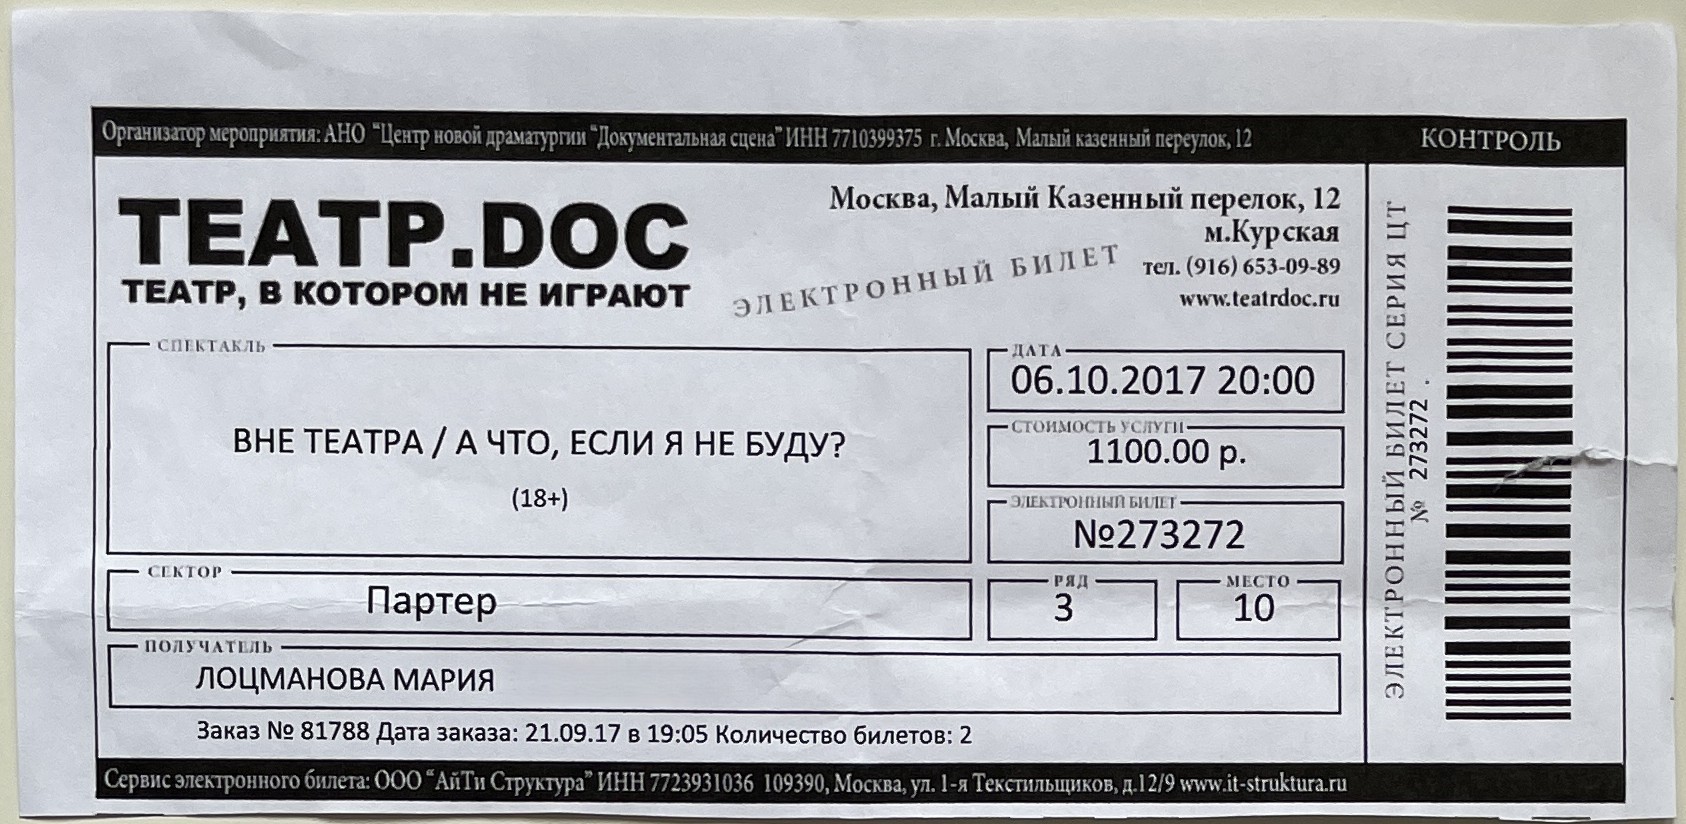 Организатор мероприятия: АНО "Центр новой драматургии "Документальная сцена" ИНН 7710399375 г. Москва, Малый казенный переулок, 12
КОНТРОЛЬ
ТЕАТР.DOC
ТЕАТР, В КОТОРОМ НЕ ИГРАЮТ
Москва, Малый Казенный перелок, 12
м.Курская
тел. (916) 653-09-89
www.teatrdoc.ru
ЭЛЕКТРОННЫЙ БИЛЕТ
СПЕКТАКЛЬ
ВНЕ ТЕАТРА / А ЧТО, ЕСЛИ Я НЕ БУДУ?
(18+)
ДАТА
06.10.2017 20:00
СТОИМОСТЬ УСЛУГИ
1100.00 р.
ЭЛЕКТРОННЫЙ БИЛЕТ
№273272
СЕКТОР
Партер
РЯД
3
МЕСТО
10
ПОЛУЧАТЕЛЬ
ЛОЦМАНОВА МАРИЯ
Заказ № 81788 Дата заказа: 21.09.17 в 19:05 Количество билетов: 2
Сервис электронного билета: ООО "АйТи Структура" ИНН 7723931036 109390, Москва, ул. 1-я Текстильщиков, д.12/9 www.it-struktura.ru
ЭЛЕКТРОННЫЙ БИЛЕТ СЕРИЯ ЦТ
№ 273272 .